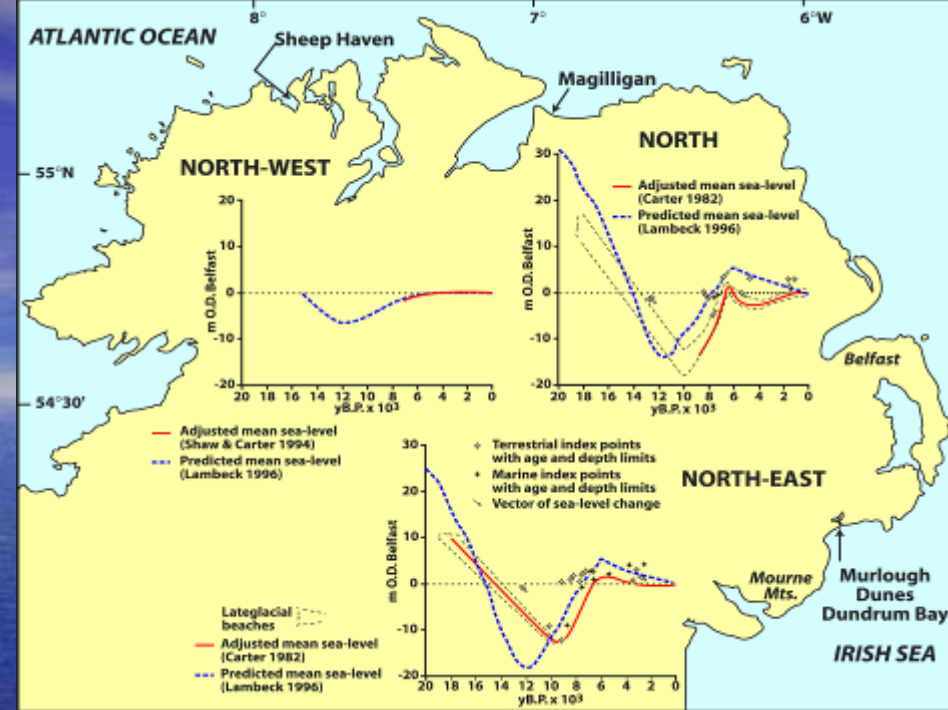 8°
7°
6°W
ATLANTIC OCEAN
Sheep Haven
Magilligan
55°N
NORTH-WEST
20
10
0
-10
-20
m O.D. Belfast
20 18 16 14 12 10 8 6 4 2 0
yB.P. x 10³
Adjusted mean sea-level
(Shaw & Carter 1994)
Predicted mean sea-level
(Lambeck 1996)
NORTH
30
20
10
0
-10
-20
m O.D. Belfast
Adjusted mean sea-level
(Carter 1982)
Predicted mean sea-level
(Lambeck 1996)
20 18 16 14 12 10 8 6 4 2 0
yB.P. x 10³
Belfast
54°30'
30
20
10
0
-10
-20
m O.D. Belfast
Terrestrial index points
with age and depth limits
Marine index points
with age and depth limits
Vector of sea-level change
NORTH-EAST
Lateglacial
beaches
Adjusted mean sea-level
(Carter 1982)
Predicted mean sea-level
(Lambeck 1996)
20 18 16 14 12 10 8 6 4 2 0
yB.P. x 10³
Mourne
Mts.
Murlough
Dunes
Dundrum Bay
IRISH SEA